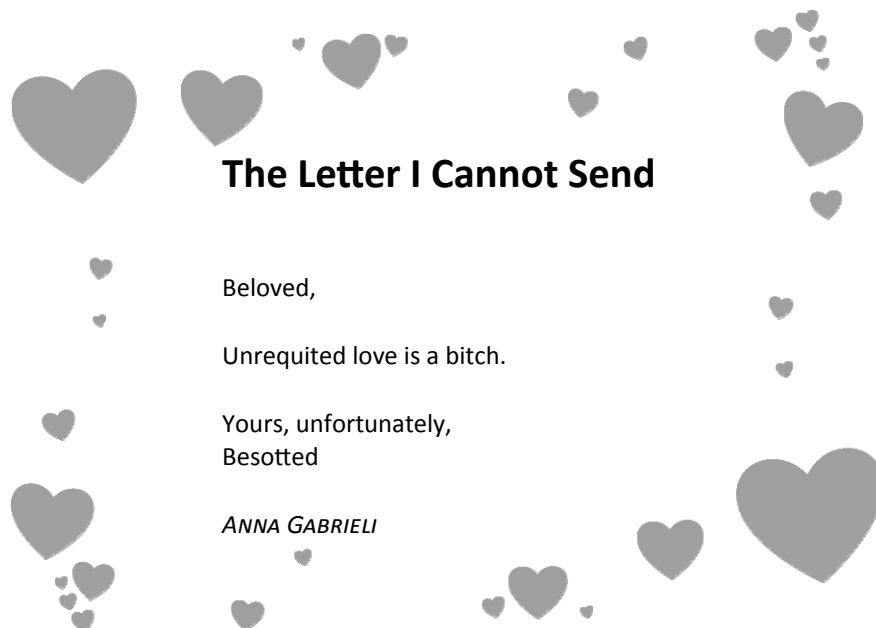 The Letter I Cannot Send
Beloved,
Unrequited love is a bitch.
Yours, unfortunately,
Besotted
ANNA GABRIELI